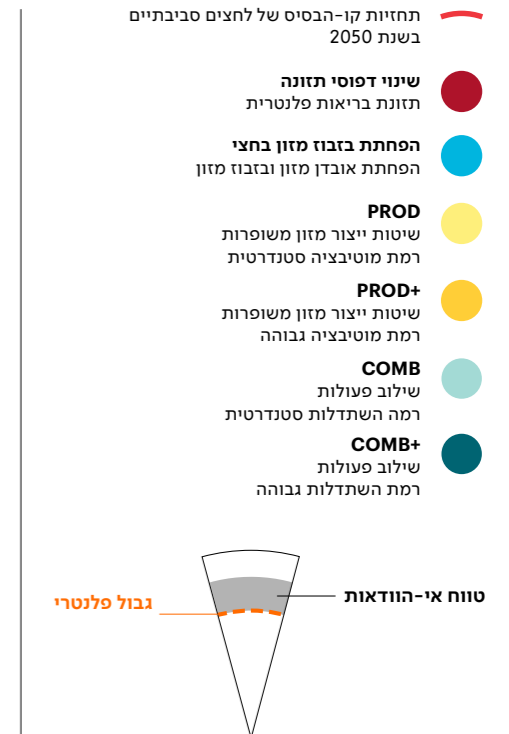 תחזיות קו-הבסיס של לחצים סביבתיים
בשנת 2050
שינוי דפוסי תזונה
תזונת בריאות פלנטרית
הפחתת בזבוז מזון בחצי
הפחתת אובדן מזון ובזבוז מזון
PROD
שיטות ייצור מזון משופרות
רמת מוטיבציה סטנדרטית
PROD+
שיטות ייצור מזון משופרות
רמת מוטיבציה גבוהה
COMB
שילוב פעולות
רמה השתדלות סטנדרטית
COMB+
שילוב פעולות
רמת השתדלות גבוהה
טווח אי-הוודאות
גבול פלנטרי